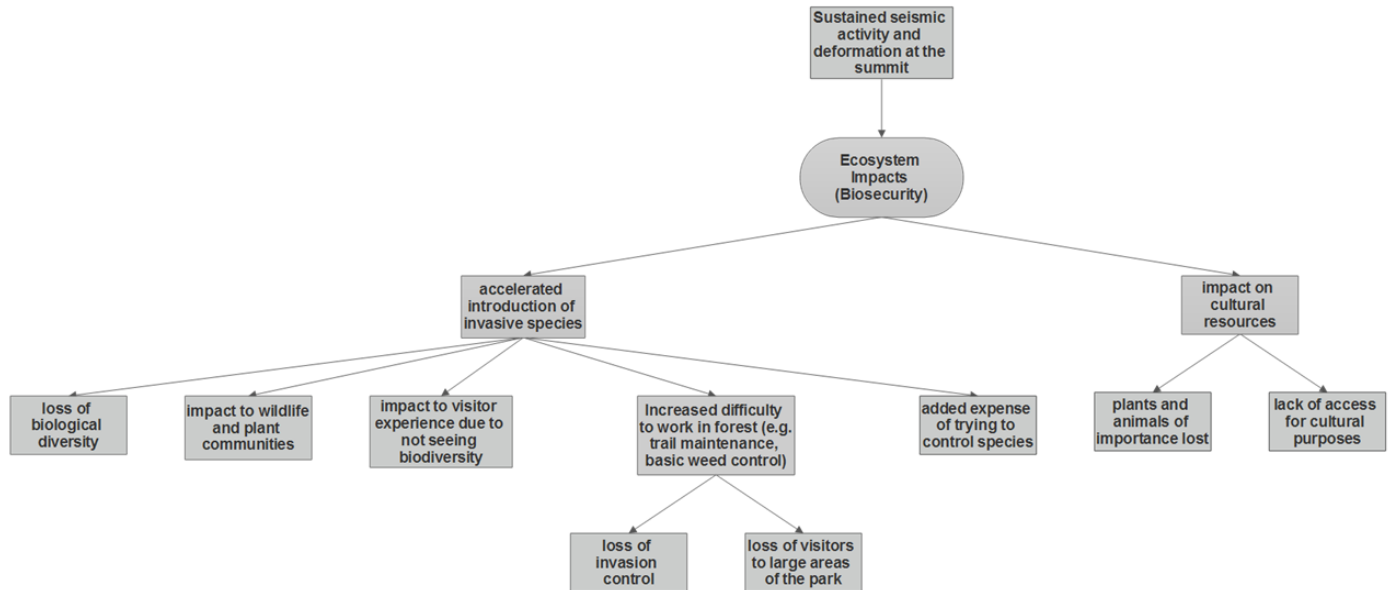 Sustained seismic
activity and
deformation at the
summit
Ecosystem
Impacts
(Biosecurity)
accelerated
introduction of
invasive species
impact on
cultural
resources
loss of
biological
diversity
impact to wildlife
and plant
communities
impact to visitor
experience due to
not seeing
biodiversity
Increased difficulty
to work in forest (e.g.
trail maintenance,
basic weed control)
added expense
of trying to
control species
plants and
animals of
importance lost
lack of access
for cultural
purposes
loss of
invasion
control
loss of visitors
to large areas
of the park